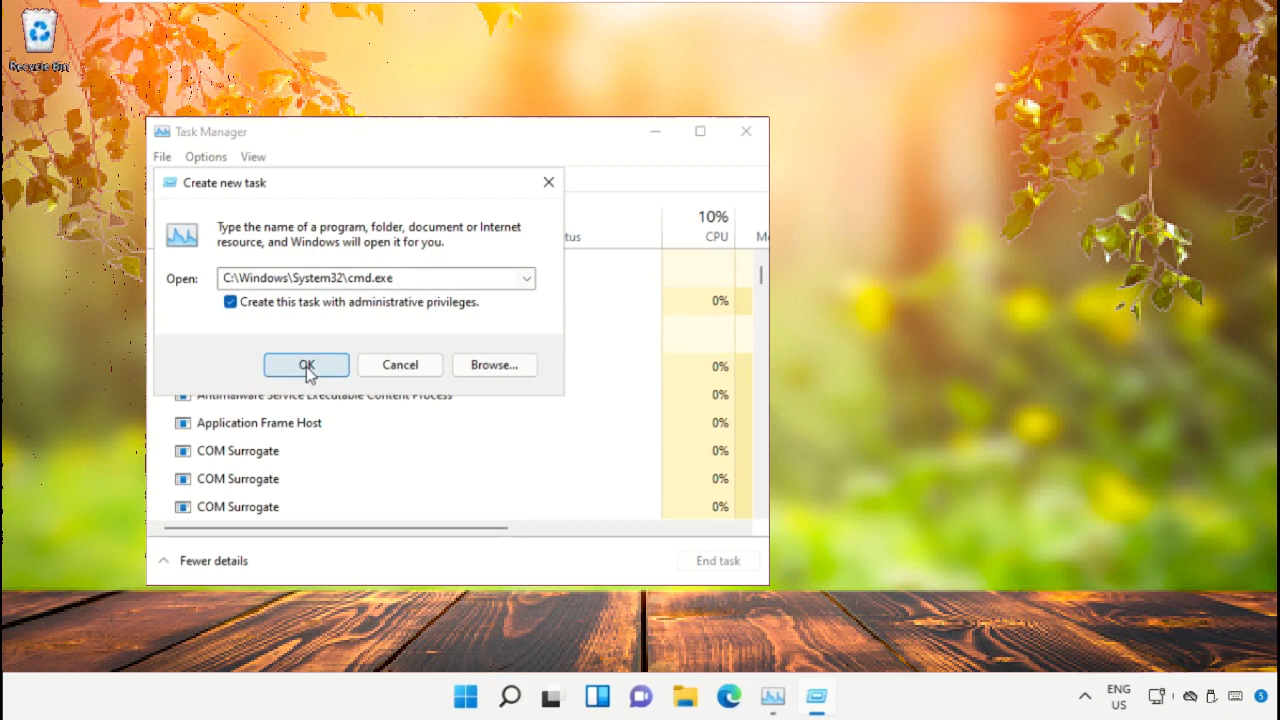 Recycle Bin
Task Manager
File Options View
Create new task
Type the name of a program, folder, document or Internet
resource, and Windows will open it for you.
Open: C:\Windows\System32\cmd.exe
Create this task with administrative privileges.
OK Cancel Browse...
10%
tus CPU Me
0%
0%
Antimalware Service Executable Content Process 0%
Application Frame Host 0%
COM Surrogate 0%
COM Surrogate 0%
COM Surrogate 0%
Fewer details End task
ENG
US
5